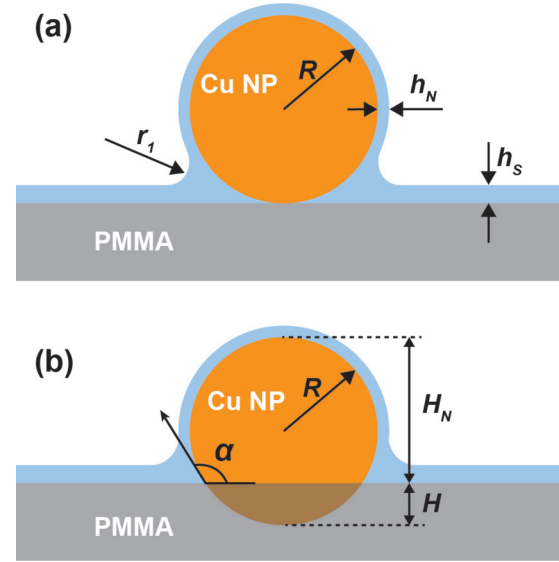 (a)
Cu NP
R
h_N
r_1
h_S
PMMA
(b)
Cu NP
R
H_N
α
H
PMMA